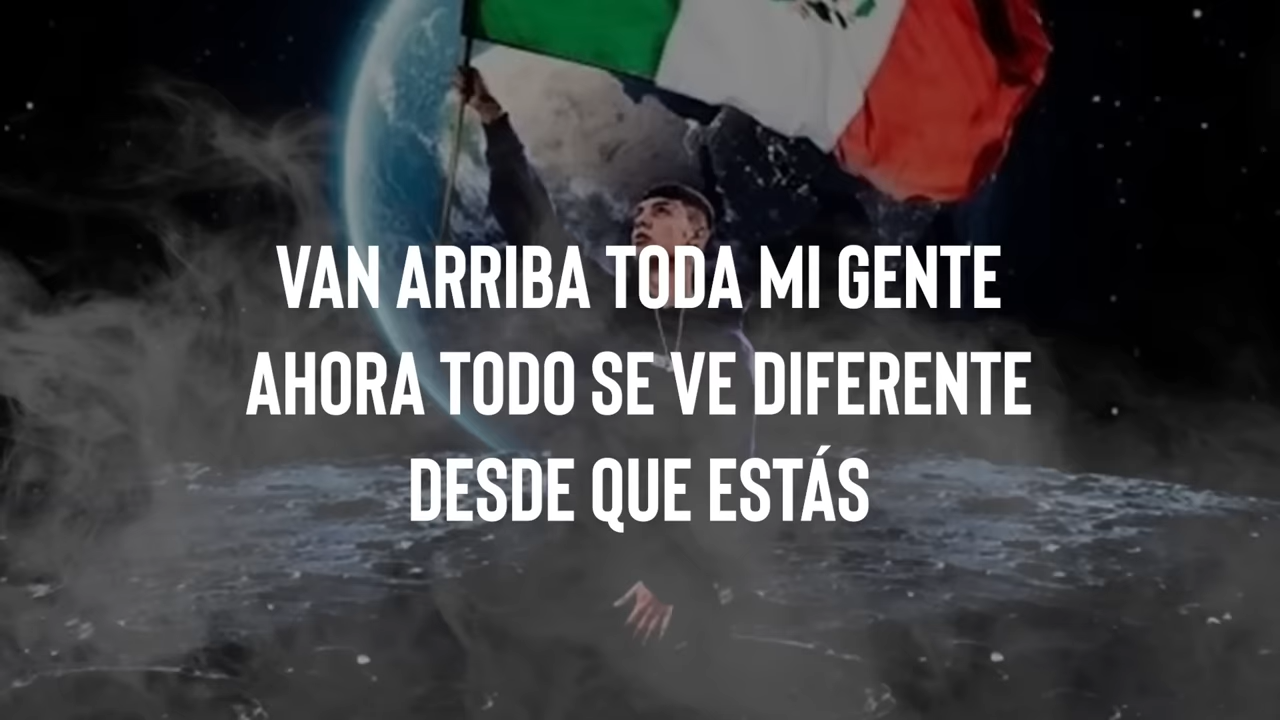 VAN ARRIBA TODA MI GENTE
AHORA TODO SE VE DIFERENTE
DESDE QUE ESTÁS